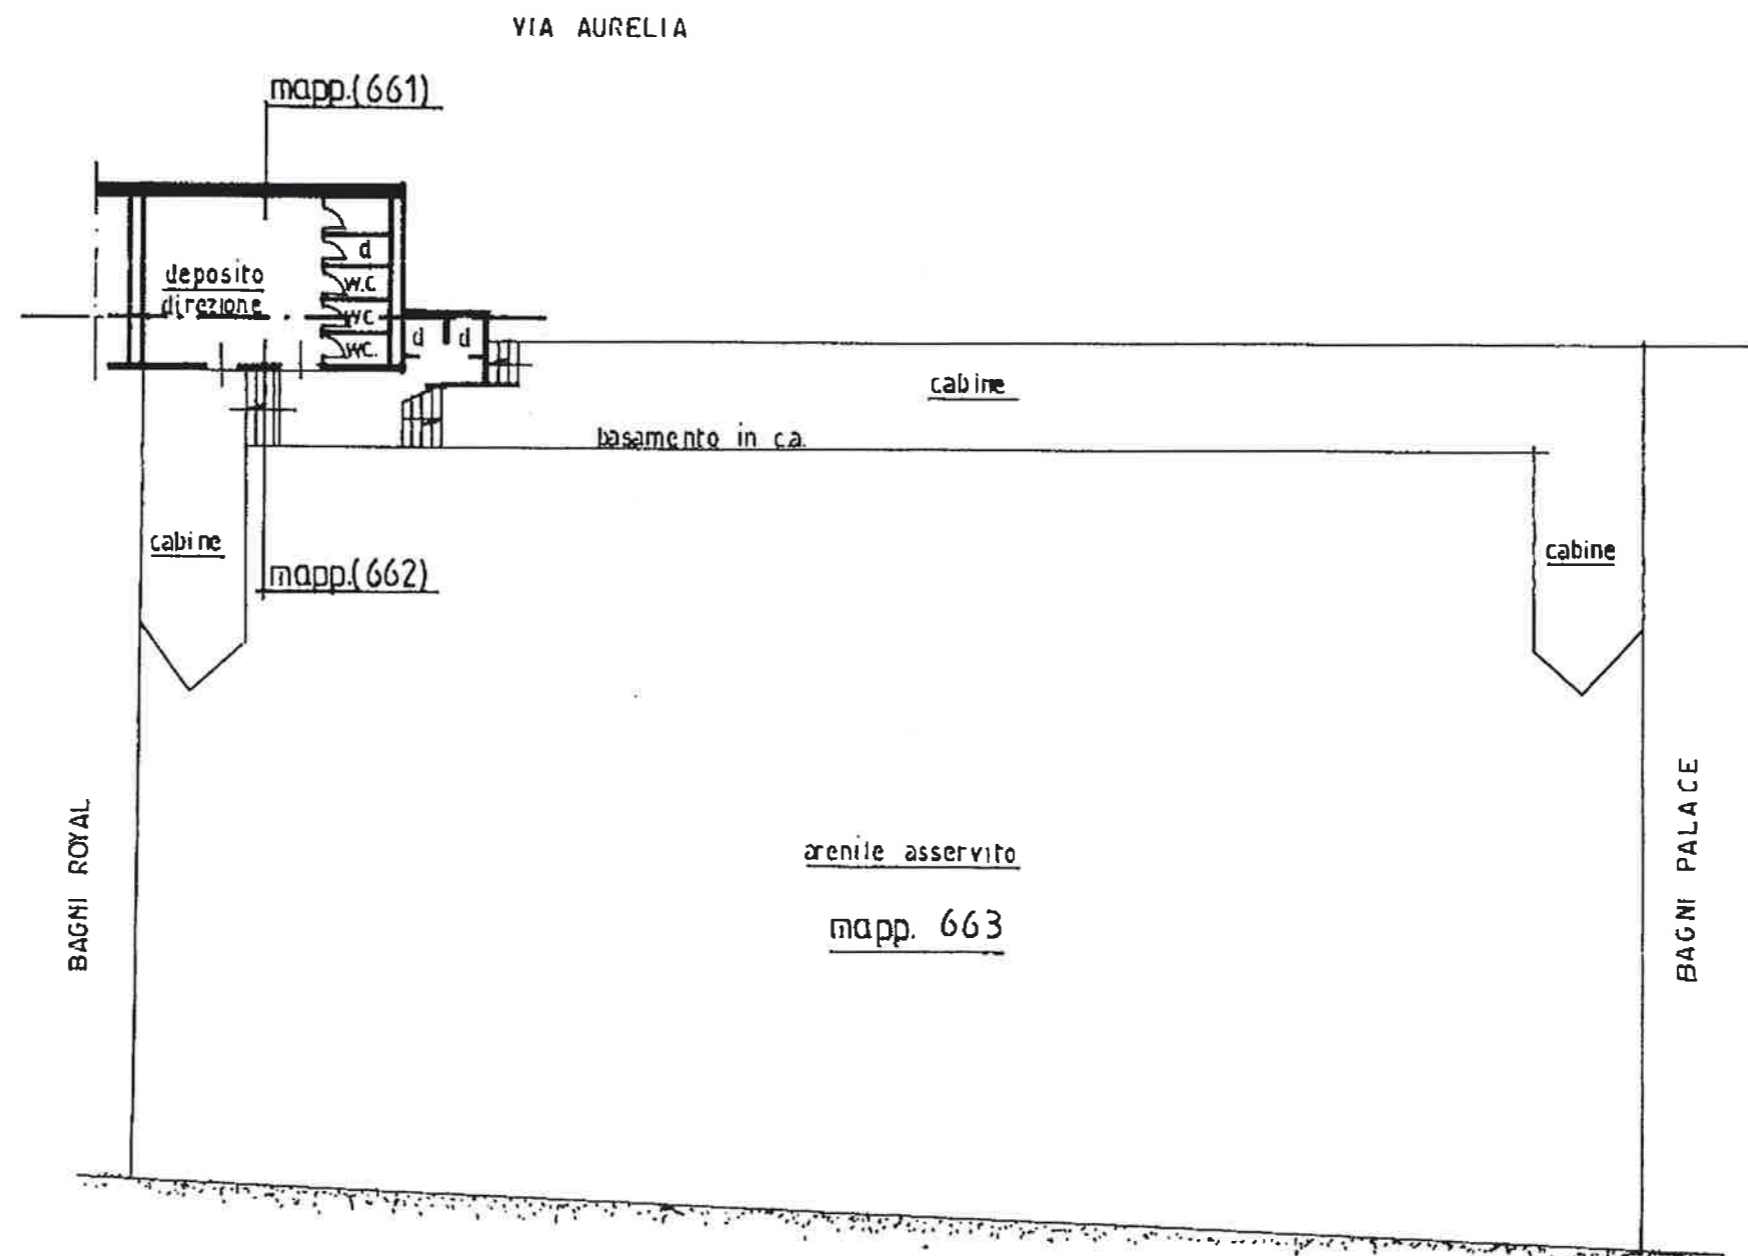 VIA AURELIA
mapp.(661)
deposito
direzione
d
w.c
wc
wc.
d
d
cabine
basamento in c.a.
cabine
cabine
mapp.(662)
BAGNI ROYAL
BAGNI PALACE
arenile asservito
mapp. 663